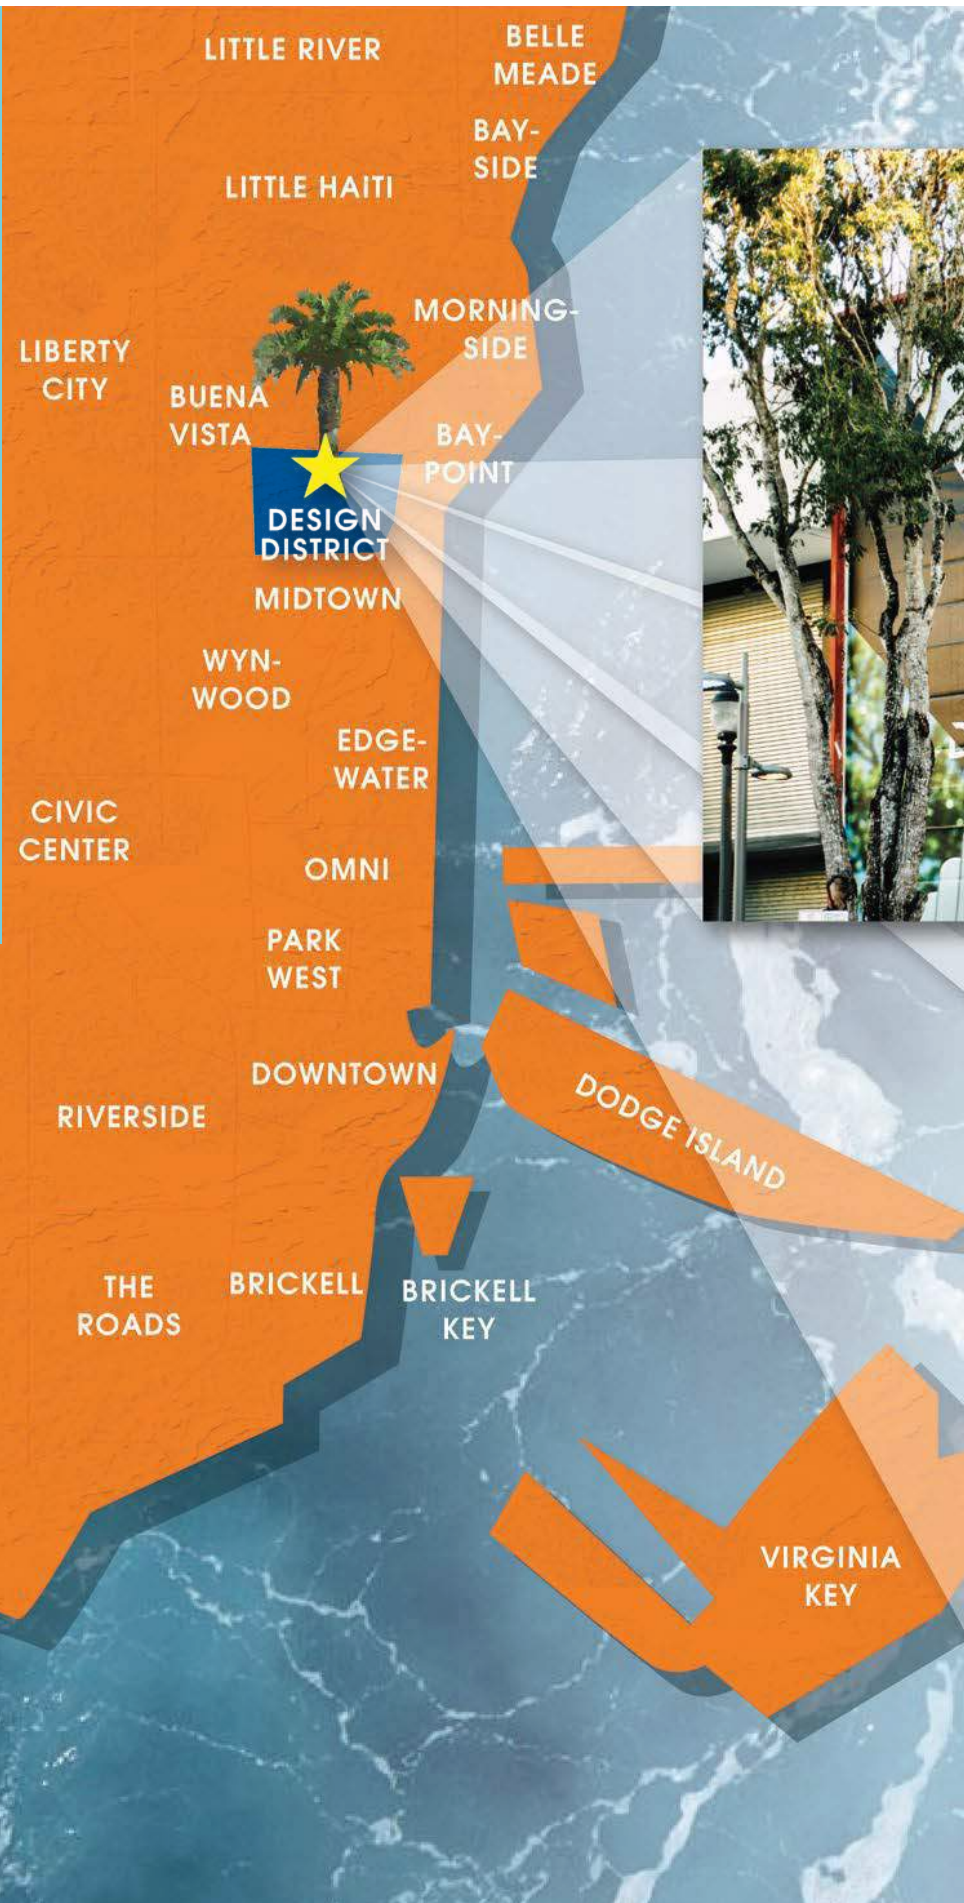 LITTLE RIVER
BELLE
MEADE
BAY-
SIDE
LITTLE HAITI
MORNING-
SIDE
LIBERTY
CITY
BUENA
VISTA
BAY-
POINT
DESIGN
DISTRICT
MIDTOWN
WYN-
WOOD
EDGE-
WATER
CIVIC
CENTER
OMNI
PARK
WEST
DOWNTOWN
RIVERSIDE
DODGE ISLAND
THE
ROADS
BRICKELL
BRICKELL
KEY
VIRGINIA
KEY